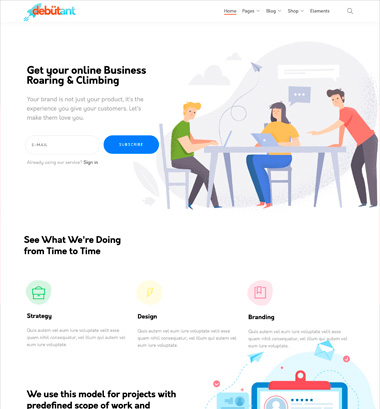 debütant
Home Pages Blog Shop Elements
Get your online Business
Roaring & Climbing
Your brand is not just your product, it's the
experience you give your customers. Let's
make them love you.
E-MAIL SUBSCRIBE
Already using our service? Sign in
See What We're Doing
from Time to Time
Strategy Design Branding
Quis autem vel eum iure voluptate velit esse quam nihil consequatur, vel illum qui autem vel eum iure voluptate.
Quis autem vel eum iure voluptate velit esse quam nihil consequatur, vel illum qui autem vel eum iure voluptate.
Quis autem vel eum iure voluptate velit esse quam nihil consequatur, vel illum qui autem vel eum iure voluptate.
We use this model for projects with
predefined scope of work and